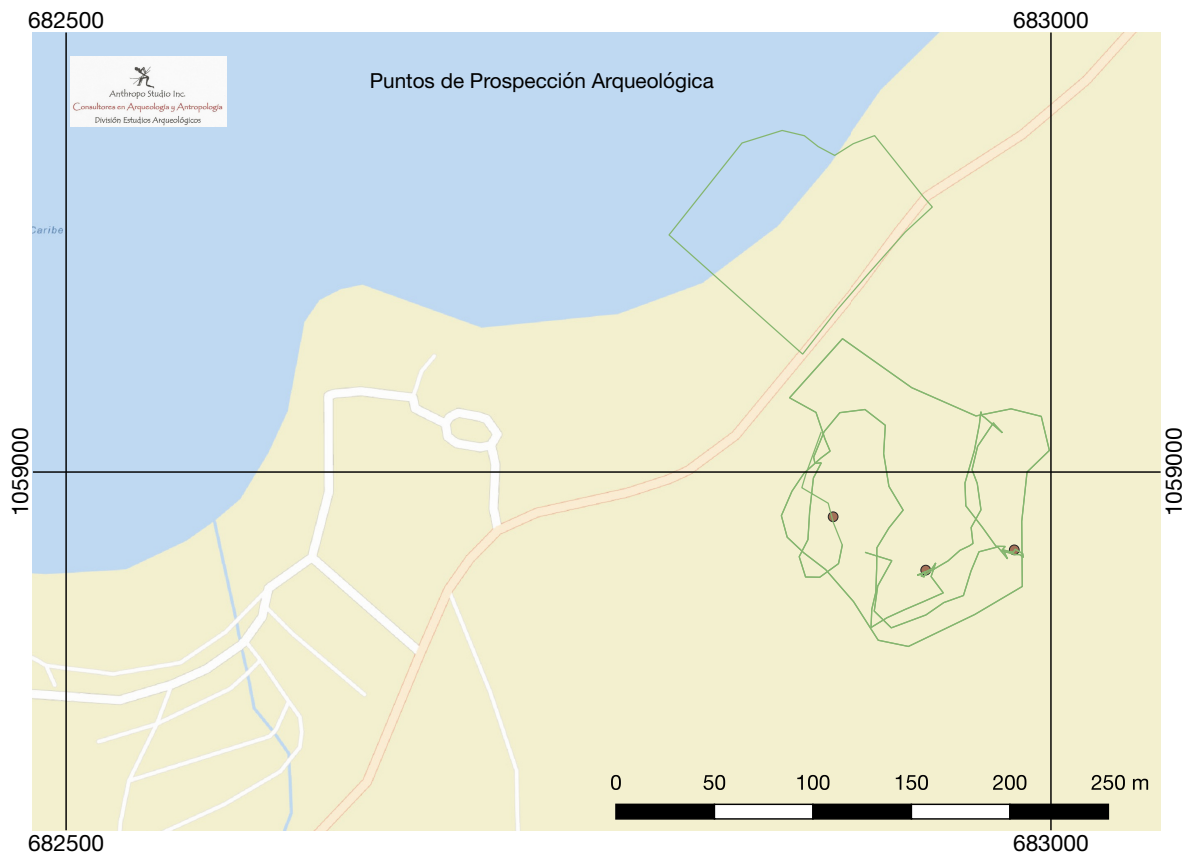 682500 683000
Puntos de Prospección Arqueológica
Anthropo Studio Inc.
Consultores en Arqueología y Antropología
División Estudios Arqueológicos
Caribe
1059000 1059000
0 50 100 150 200 250 m
682500 683000